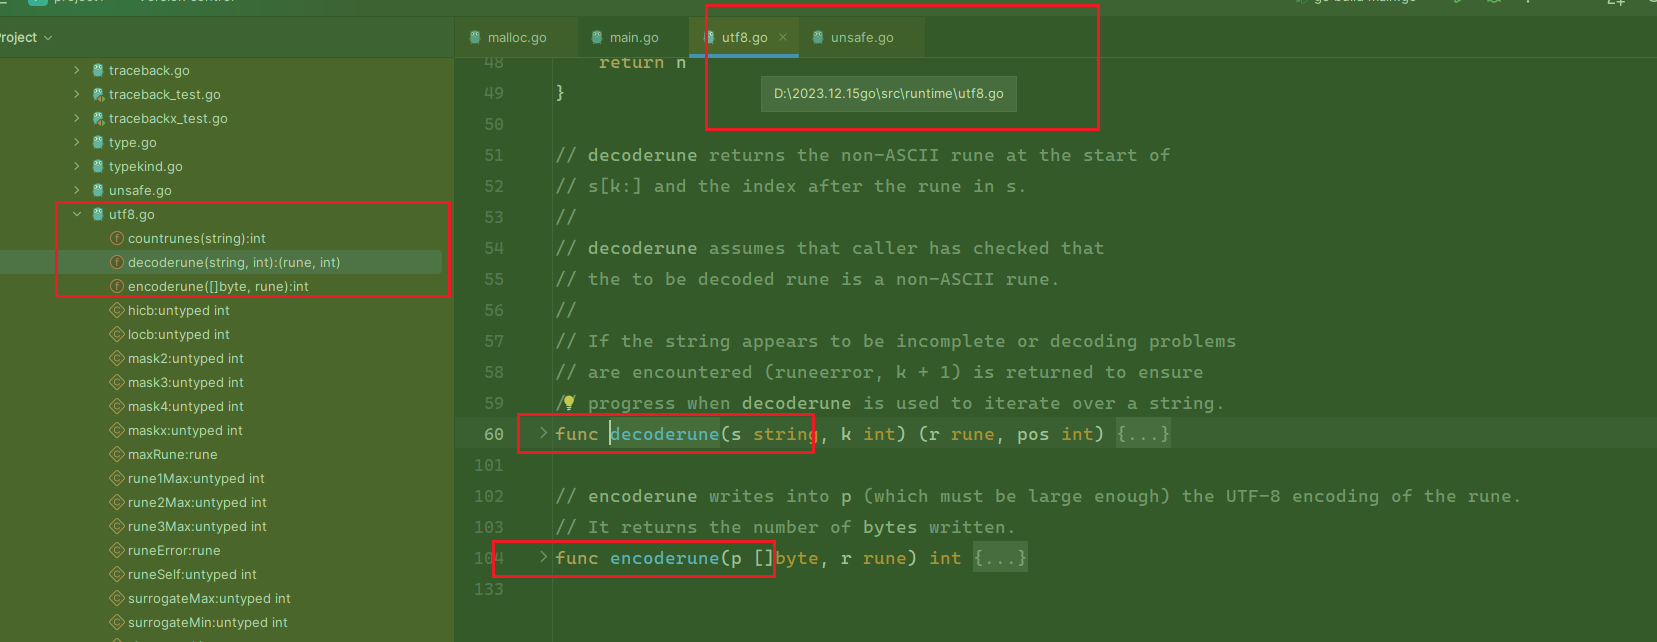 Project
malloc.go
main.go
utf8.go
unsafe.go
D:\2023.12.15go\src\runtime\utf8.go
traceback.go
traceback_test.go
tracebackx_test.go
type.go
typekind.go
unsafe.go
utf8.go
countrunes(string):int
decoderune(string, int):(rune, int)
encoderune([]byte, rune):int
hicb:untyped int
locb:untyped int
mask2:untyped int
mask3:untyped int
mask4:untyped int
maskx:untyped int
maxRune:rune
rune1Max:untyped int
rune2Max:untyped int
rune3Max:untyped int
runeError:rune
runeSelf:untyped int
surrogateMax:untyped int
surrogateMin:untyped int
48 return n
49 }
50
51 // decoderune returns the non-ASCII rune at the start of
52 // s[k:] and the index after the rune in s.
53 //
54 // decoderune assumes that caller has checked that
55 // the to be decoded rune is a non-ASCII rune.
56 //
57 // If the string appears to be incomplete or decoding problems
58 // are encountered (runeerror, k + 1) is returned to ensure
59 // progress when decoderune is used to iterate over a string.
60 func decoderune(s string, k int) (r rune, pos int) {...}
101
102 // encoderune writes into p (which must be large enough) the UTF-8 encoding of the rune.
103 // It returns the number of bytes written.
104 func encoderune(p []byte, r rune) int {...}
133